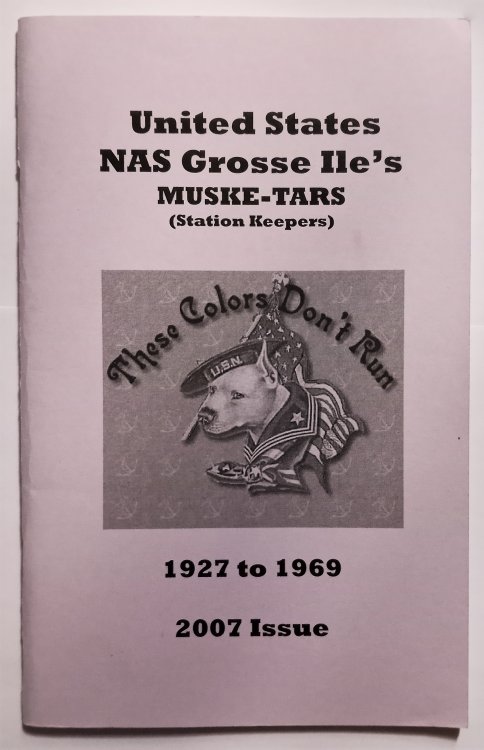 United States
NAS Grosse Ile's
MUSKE-TARS
(Station Keepers)
These Colors Don't Run
U.S.N.
1927 to 1969
2007 Issue